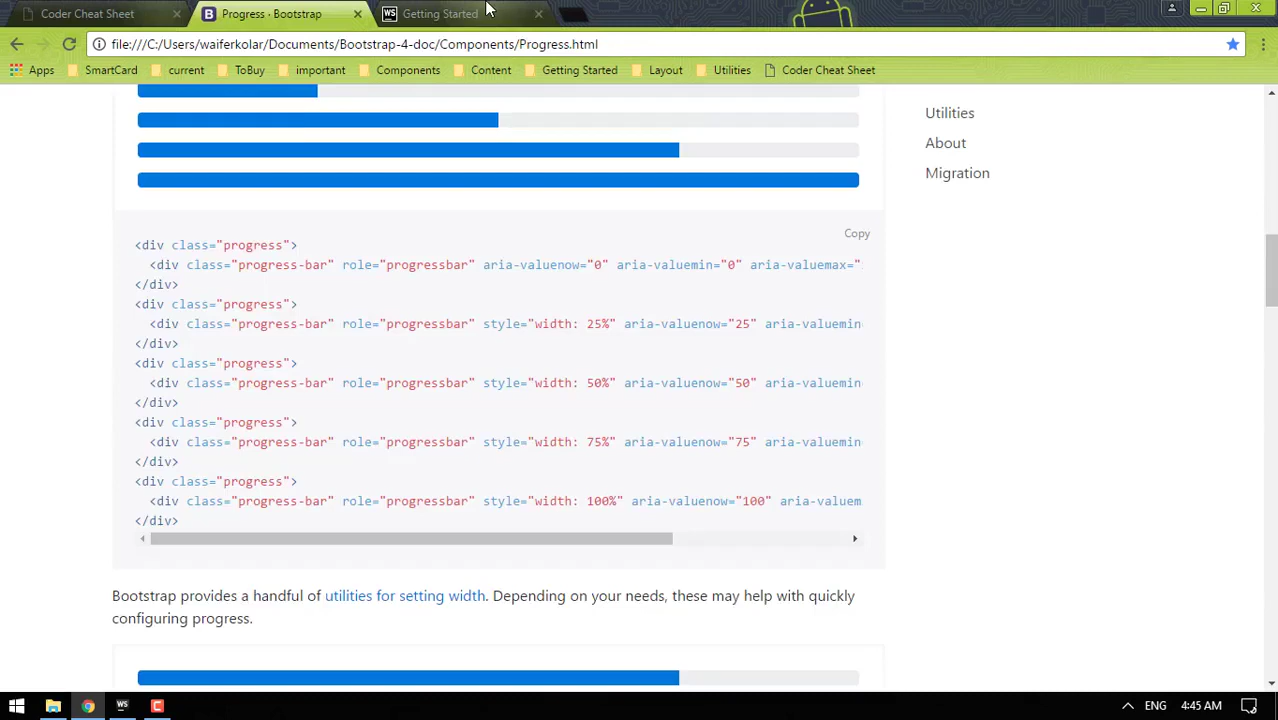 Coder Cheat Sheet
Progress · Bootstrap
Getting Started
file:///C:/Users/waiferkolar/Documents/Bootstrap-4-doc/Components/Progress.html
Apps SmartCard current ToBuy important Components Content Getting Started Layout Utilities Coder Cheat Sheet
Utilities
About
Migration
Copy
<div class="progress">
<div class="progress-bar" role="progressbar" aria-valuenow="0" aria-valuemin="0" aria-valuemax="
</div>
<div class="progress">
<div class="progress-bar" role="progressbar" style="width: 25%" aria-valuenow="25" aria-valuemin
</div>
<div class="progress">
<div class="progress-bar" role="progressbar" style="width: 50%" aria-valuenow="50" aria-valuemin
</div>
<div class="progress">
<div class="progress-bar" role="progressbar" style="width: 75%" aria-valuenow="75" aria-valuemin
</div>
<div class="progress">
<div class="progress-bar" role="progressbar" style="width: 100%" aria-valuenow="100" aria-valuem
</div>
Bootstrap provides a handful of utilities for setting width. Depending on your needs, these may help with quickly
configuring progress.
ENG 4:45 AM